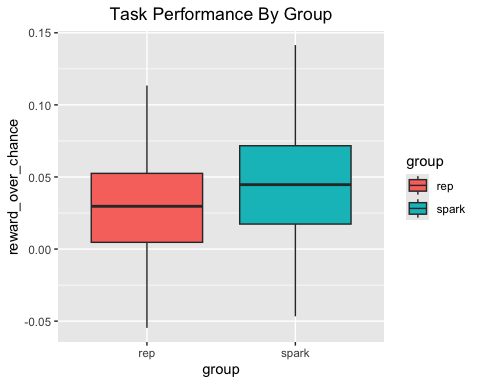 Task Performance By Group
reward_over_chance
0.15
0.10
0.05
0.00
-0.05
rep
spark
group
group
rep
spark